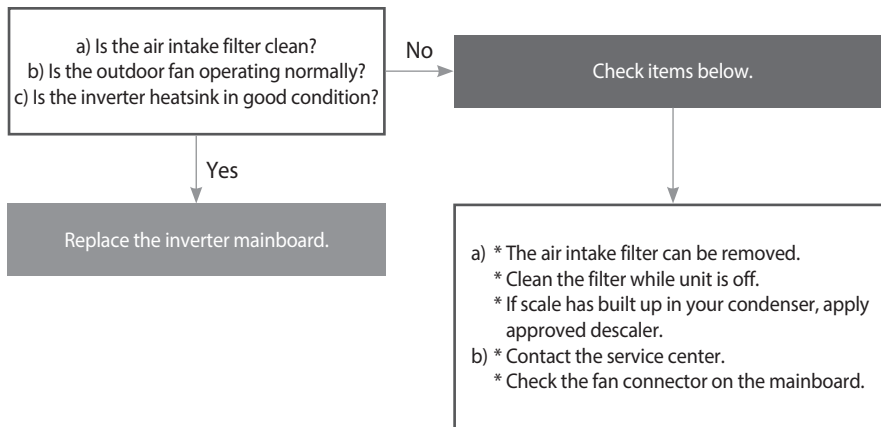 a) Is the air intake filter clean?
b) Is the outdoor fan operating normally?
c) Is the inverter heatsink in good condition?
No
Check items below.
Yes
Replace the inverter mainboard.
a) * The air intake filter can be removed.
* Clean the filter while unit is off.
* If scale has built up in your condenser, apply
approved descaler.
b) * Contact the service center.
* Check the fan connector on the mainboard.